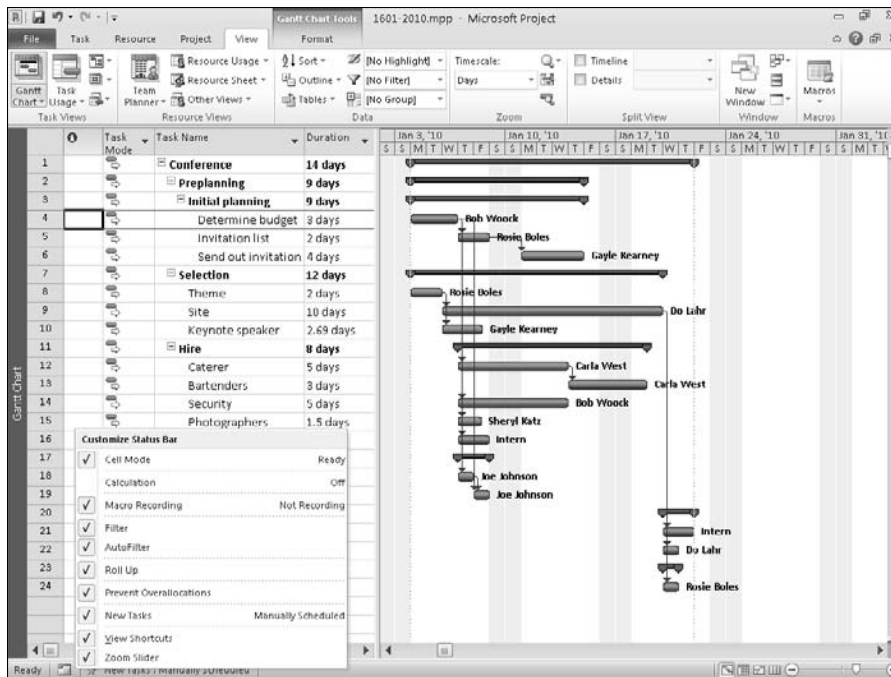 Gantt Chart Tools
1601-2010.mpp - Microsoft Project
File Task Resource Project View Format
Gantt Chart
Task Usage
Team Planner
Resource Usage
Resource Sheet
Other Views
Sort
Outline
Tables
[No Highlight]
[No Filter]
[No Group]
Timescale:
Days
Timeline
Details
New Window
Macros
Task Views Resource Views Data Zoom Split View Window Macros
Task Mode Task Name Duration
Jan 3, '10 Jan 10, '10 Jan 17, '10 Jan 24, '10 Jan 31, '10
S S M T W T F S S M T W T F S S M T W T F S S M T W T F S S M T W
1 Conference 14 days
2 Preplanning 9 days
3 Initial planning 9 days
4 Determine budget 3 days Bob Woock
5 Invitation list 2 days Rosie Boles
6 Send out invitation 4 days Gayle Kearney
7 Selection 12 days
8 Theme 2 days Rosie Boles
9 Site 10 days Do Lahr
10 Keynote speaker 2.69 days Gayle Kearney
11 Hire 8 days
12 Caterer 5 days Carla West
13 Bartenders 3 days Carla West
14 Security 5 days Bob Woock
15 Photographers 1.5 days Sheryl Katz
16 Intern
17
18 Joe Johnson
19 Joe Johnson
20
21 Intern
22 Do Lahr
23
24 Rosie Boles
Gantt Chart
Customize Status Bar
Cell Mode Ready
Calculation Off
Macro Recording Not Recording
Filter
AutoFilter
Roll Up
Prevent Overallocations
New Tasks Manually Scheduled
View Shortcuts
Zoom Slider
Ready New Tasks : Manually Scheduled